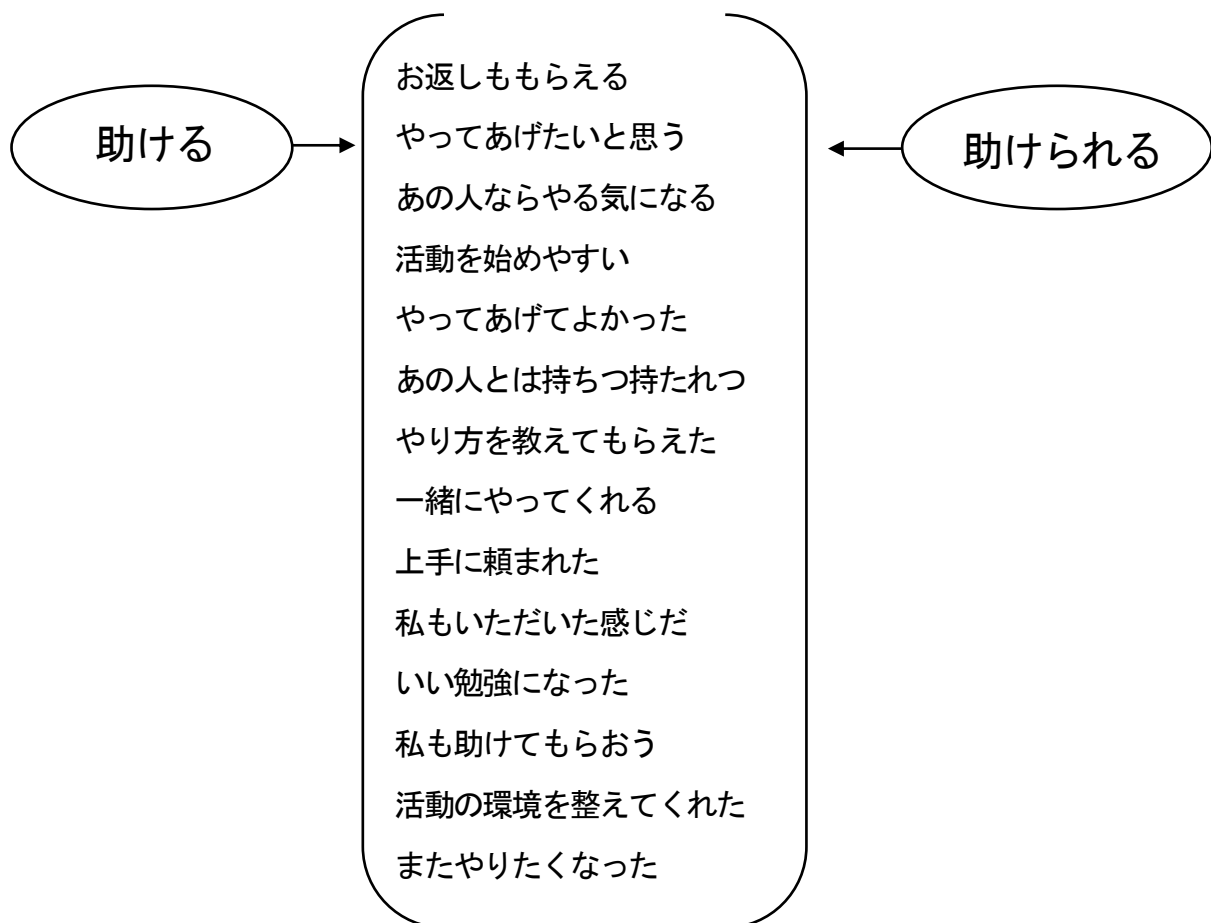 お返しももらえる
助ける
やってあげたいと思う
助けられる
あの人ならやる気になる
活動を始めやすい
やってあげてよかった
あの人とは持ちつ持たれつ
やり方を教えてもらえた
一緒にやってくれる
上手に頼まれた
私もいただいた感じだ
いい勉強になった
私も助けてもらおう
活動の環境を整えてくれた
またやりたくなった